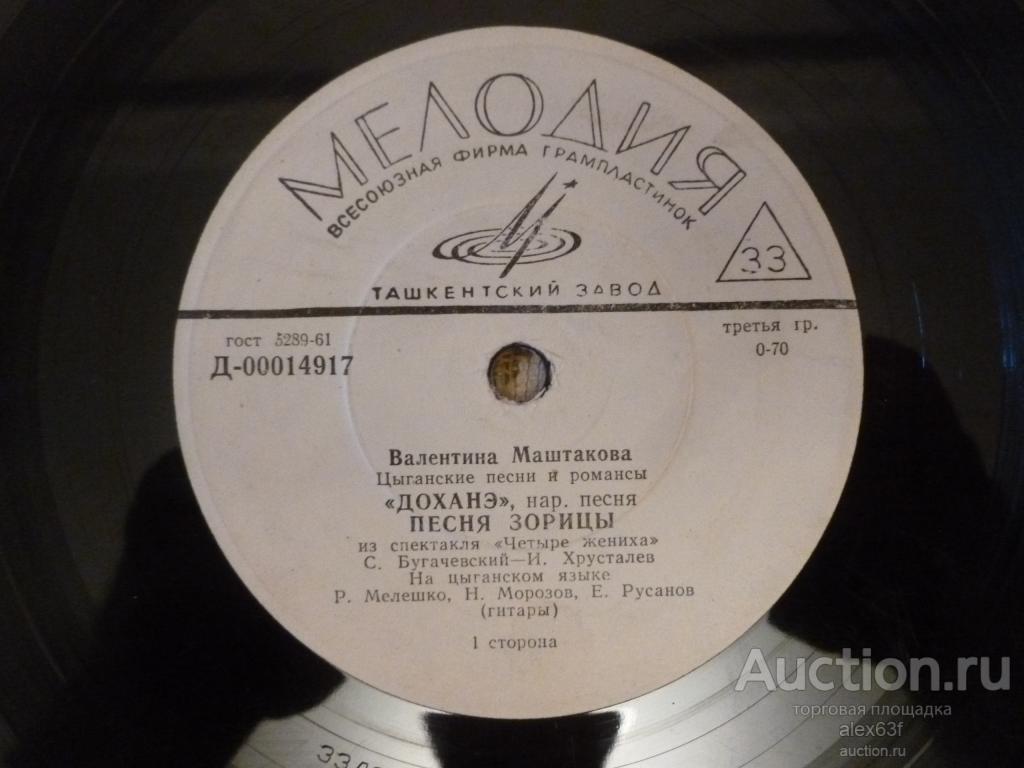 МЕЛОДИЯ
ВСЕСОЮЗНАЯ ФИРМА ГРАМПЛАСТИНОК
33
ТАШКЕНТСКИЙ ЗАВОД
гост 5289-61
Д-00014917
третья гр.
0-70
Валентина Маштакова
Цыганские песни и романсы
«ДОХАНЭ», нар. песня
ПЕСНЯ ЗОРИЦЫ
из спектакля «Четыре жениха»
С. Бугачевский—И. Хрусталев
На цыганском языке
Р. Мелешко, Н. Морозов, Е. Русанов
(гитары)
1 сторона
Auction.ru
торговая площадка
alex63f
auction.ru